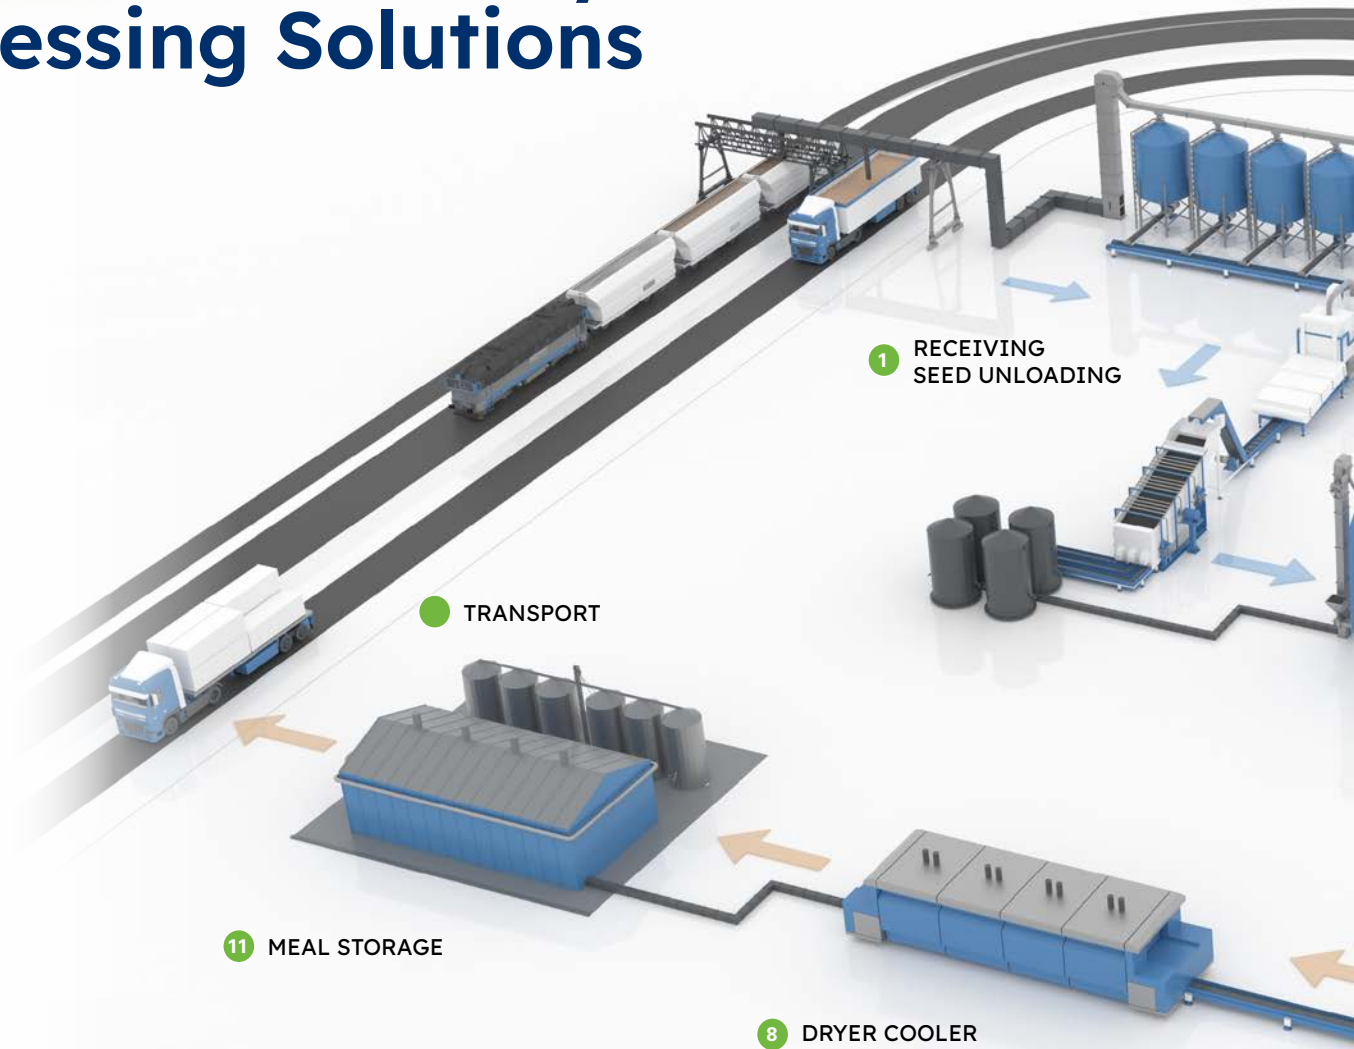 essing Solutions
1 RECEIVING
SEED UNLOADING
TRANSPORT
11 MEAL STORAGE
8 DRYER COOLER